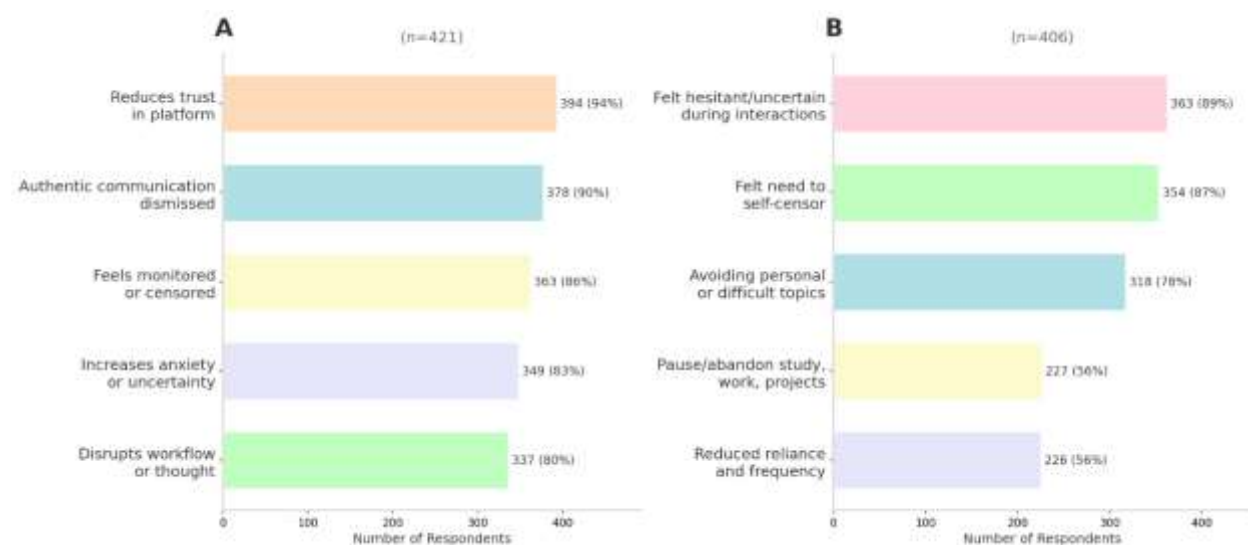 A
(n=421)
Reduces trust
in platform
394 (94%)
Authentic communication
dismissed
378 (90%)
Feels monitored
or censored
363 (86%)
Increases anxiety
or uncertainty
349 (83%)
Disrupts workflow
or thought
337 (80%)
0 100 200 300 400
Number of Respondents
B
(n=406)
Felt hesitant/uncertain
during interactions
363 (89%)
Felt need to
self-censor
354 (87%)
Avoiding personal
or difficult topics
318 (78%)
Pause/abandon study,
work, projects
227 (56%)
Reduced reliance
and frequency
226 (56%)
0 100 200 300 400
Number of Respondents